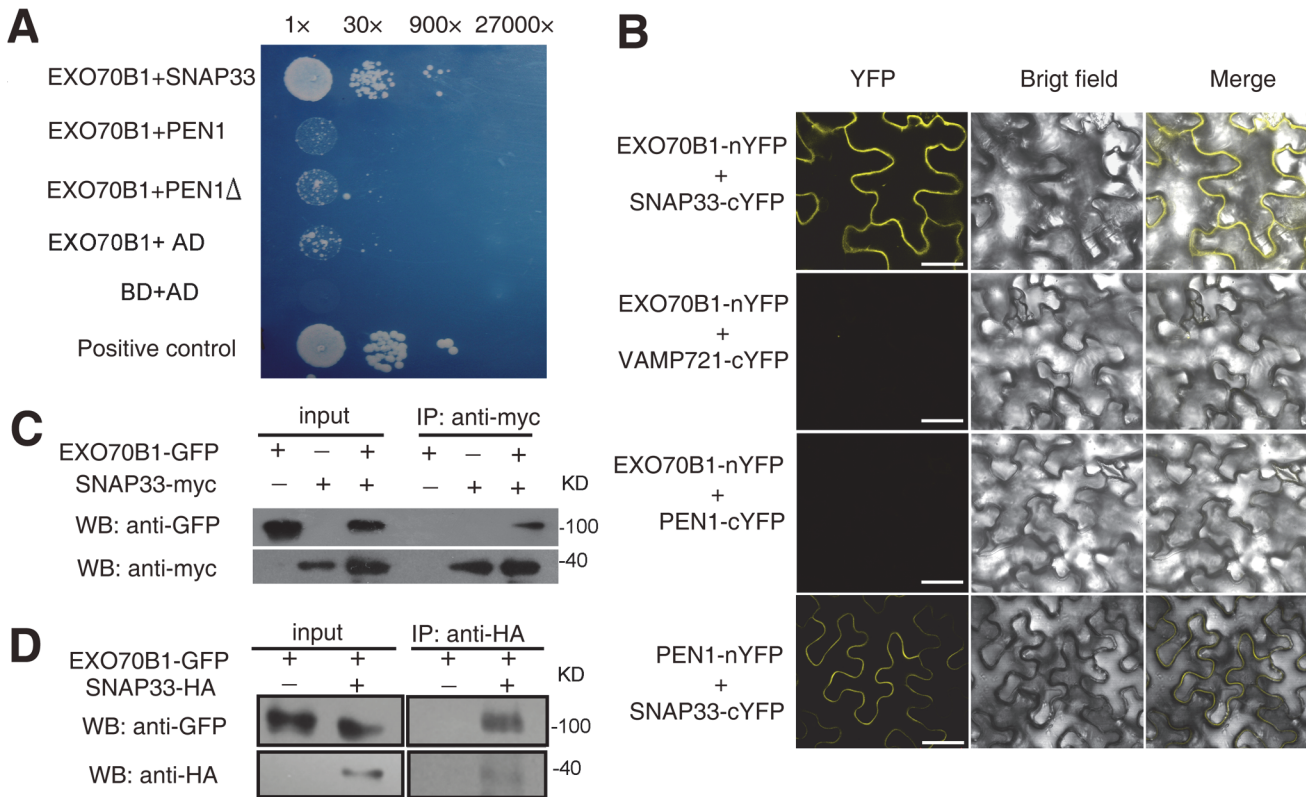 A
1× 30× 900× 27000×
EXO70B1+SNAP33
EXO70B1+PEN1
EXO70B1+PEN1Δ
EXO70B1+ AD
BD+AD
Positive control
B
YFP Brigt field Merge
EXO70B1-nYFP
+
SNAP33-cYFP
EXO70B1-nYFP
+
VAMP721-cYFP
EXO70B1-nYFP
+
PEN1-cYFP
PEN1-nYFP
+
SNAP33-cYFP
C
input IP: anti-myc
EXO70B1-GFP + − + + − +
SNAP33-myc − + + − + + KD
WB: anti-GFP -100
WB: anti-myc -40
D
input IP: anti-HA
EXO70B1-GFP + + + +
SNAP33-HA − + − + KD
WB: anti-GFP -100
WB: anti-HA -40